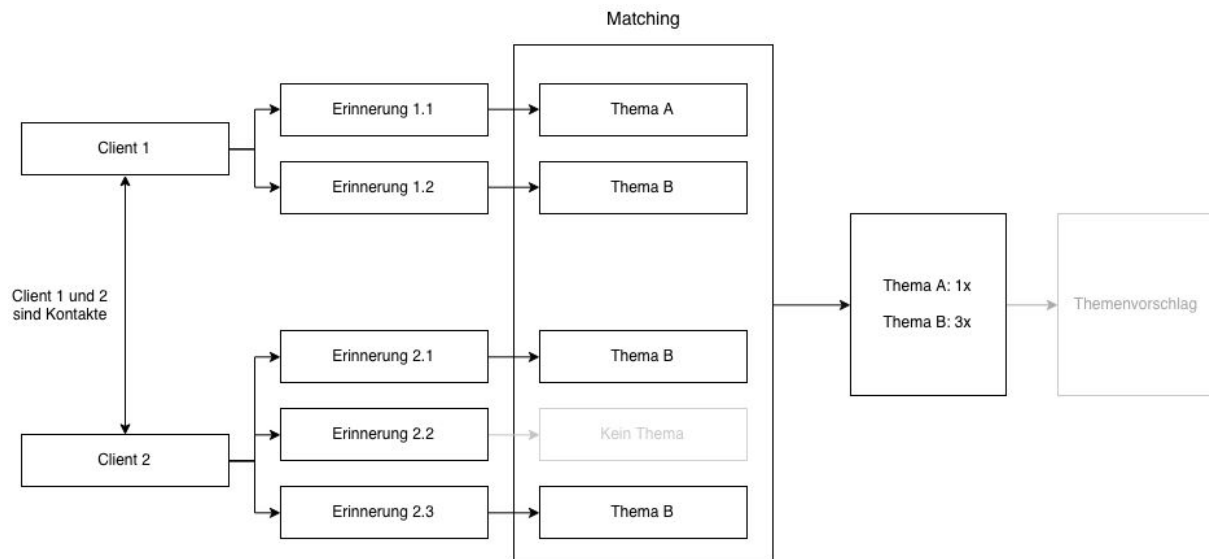 Matching
Erinnerung 1.1
Thema A
Client 1
Erinnerung 1.2
Thema B
Client 1 und 2
sind Kontakte
Thema A: 1x
Thema B: 3x
Themenvorschlag
Erinnerung 2.1
Thema B
Erinnerung 2.2
Kein Thema
Client 2
Erinnerung 2.3
Thema B